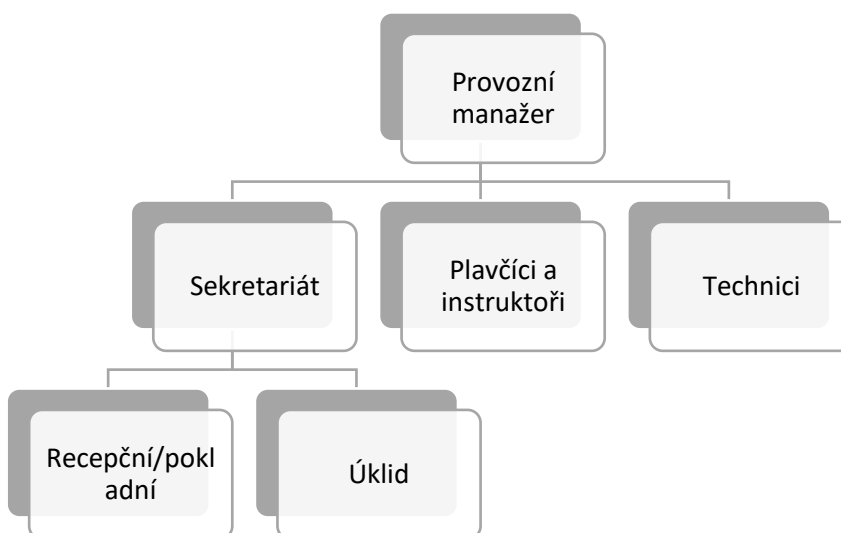 Provozní
manažer
Sekretariát
Plavčíci a
instruktoři
Technici
Recepční/pokl
adní
Úklid